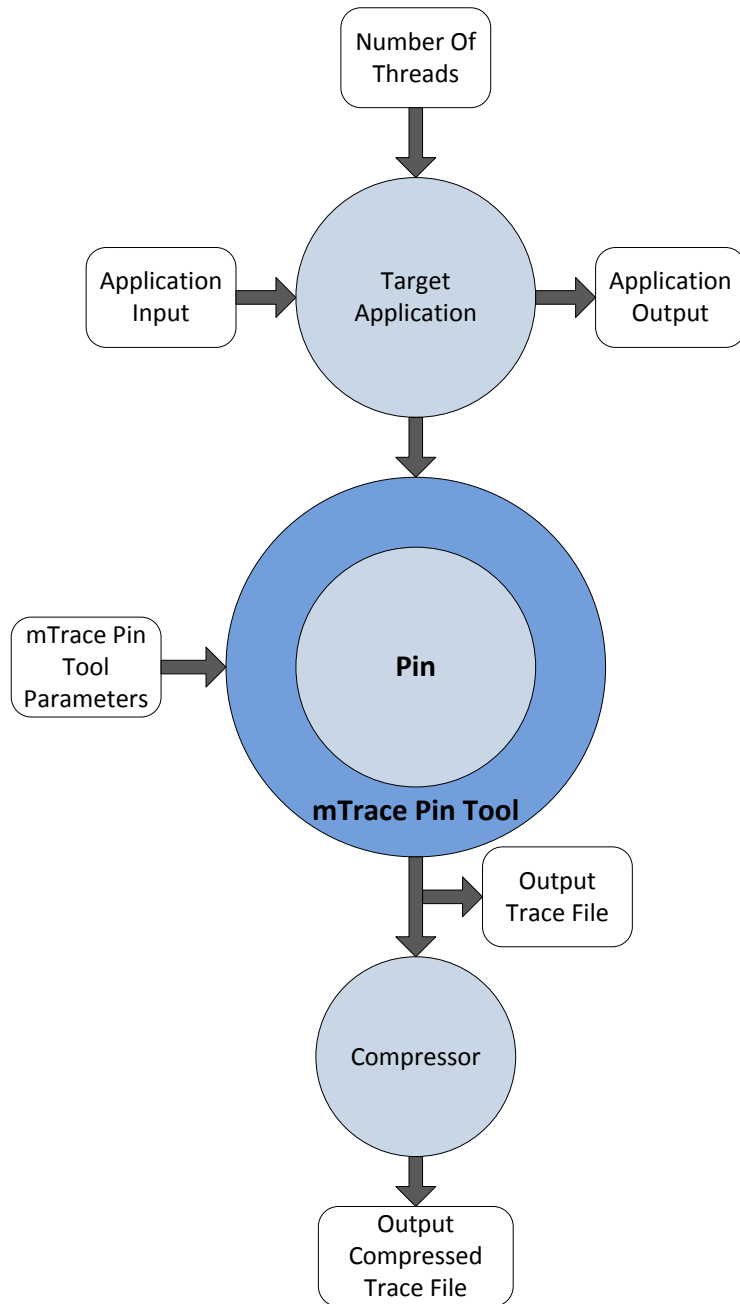 Number Of
Threads
Application
Input
Target
Application
Application
Output
mTrace Pin
Tool
Parameters
Pin
mTrace Pin Tool
Output
Trace File
Compressor
Output
Compressed
Trace File